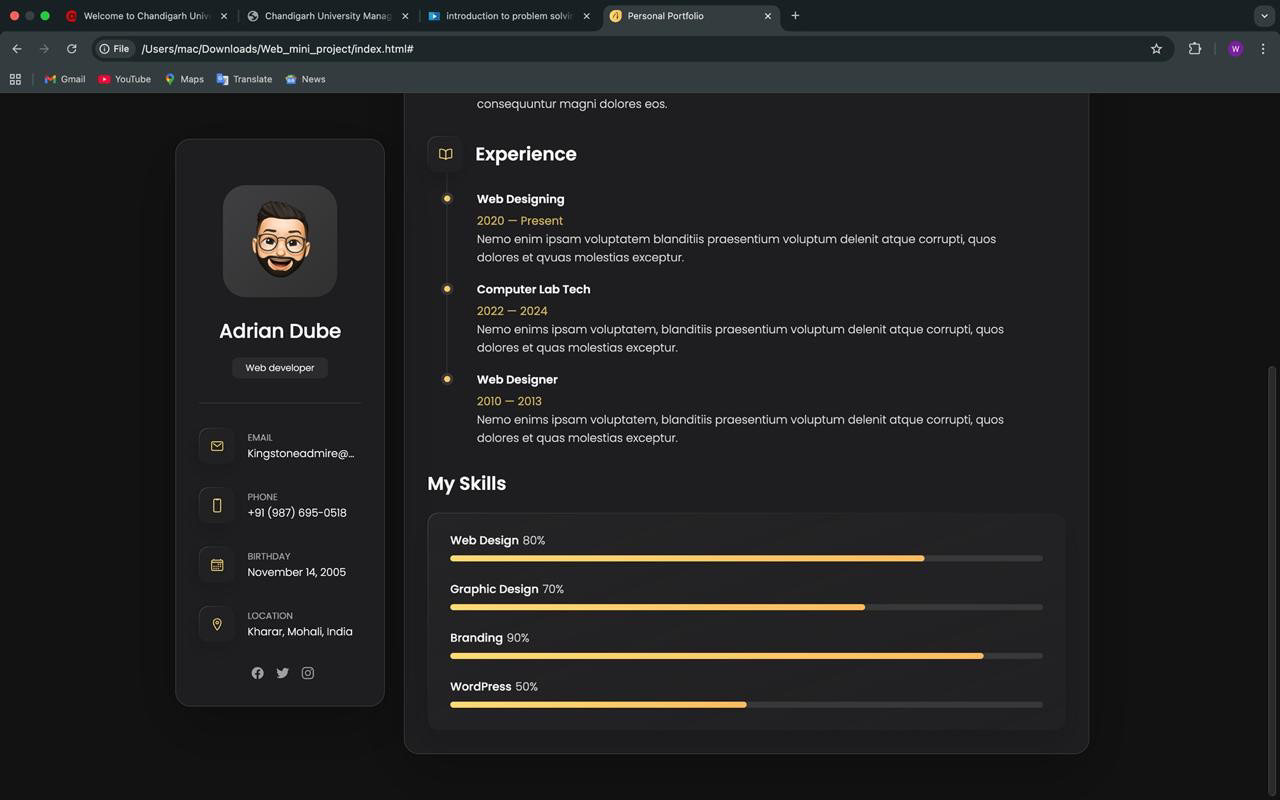 Welcome to Chandigarh Univ
Chandigarh University Manag
introduction to problem solvin
Personal Portfolio
File
/Users/mac/Downloads/Web_mini_project/index.html#
W
Gmail
YouTube
Maps
Translate
News
consequuntur magni dolores eos.
Experience
Web Designing
2020 — Present
Nemo enim ipsam voluptatem blanditiis praesentium voluptum delenit atque corrupti, quos
dolores et qvuas molestias exceptur.
Computer Lab Tech
2022 — 2024
Nemo enims ipsam voluptatem, blanditiis praesentium voluptum delenit atque corrupti, quos
dolores et quas molestias exceptur.
Web Designer
2010 — 2013
Nemo enims ipsam voluptatem, blanditiis praesentium voluptum delenit atque corrupti, quos
dolores et quas molestias exceptur.
My Skills
Web Design 80%
Graphic Design 70%
Branding 90%
WordPress 50%
Adrian Dube
Web developer
EMAIL
Kingstoneadmire@…
PHONE
+91 (987) 695-0518
BIRTHDAY
November 14, 2005
LOCATION
Kharar, Mohali, India